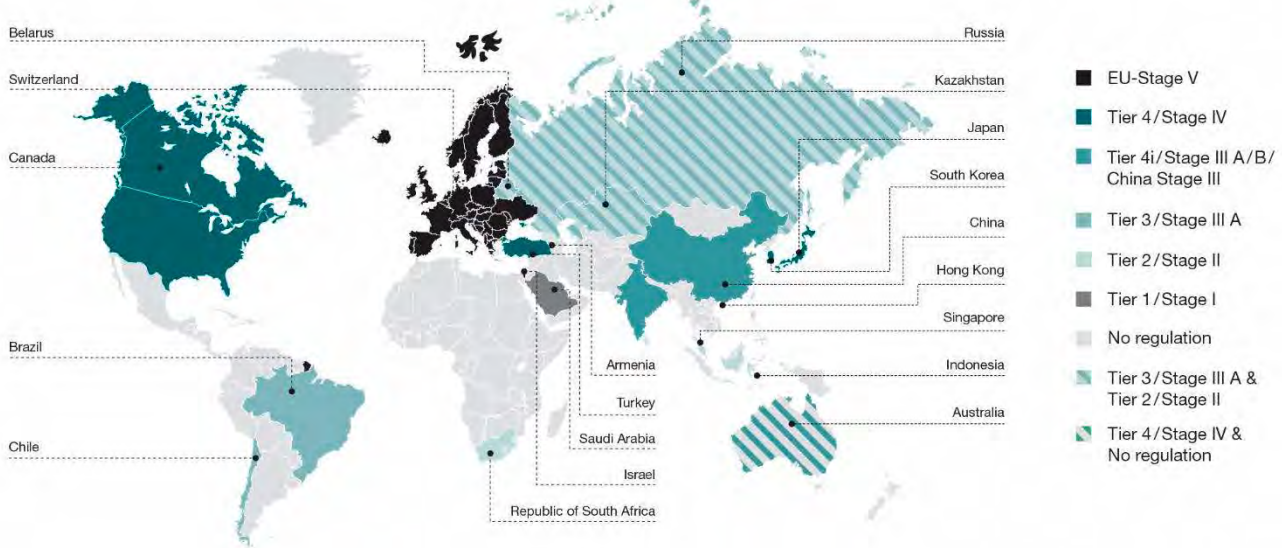 Belarus
Switzerland
Canada
Brazil
Chile
Armenia
Turkey
Saudi Arabia
Israel
Republic of South Africa
Russia
Kazakhstan
Japan
South Korea
China
Hong Kong
Singapore
Indonesia
Australia
EU-Stage V
Tier 4/Stage IV
Tier 4i/Stage III A/B/
China Stage III
Tier 3/Stage III A
Tier 2/Stage II
Tier 1/Stage I
No regulation
Tier 3/Stage III A &
Tier 2/Stage II
Tier 4/Stage IV &
No regulation